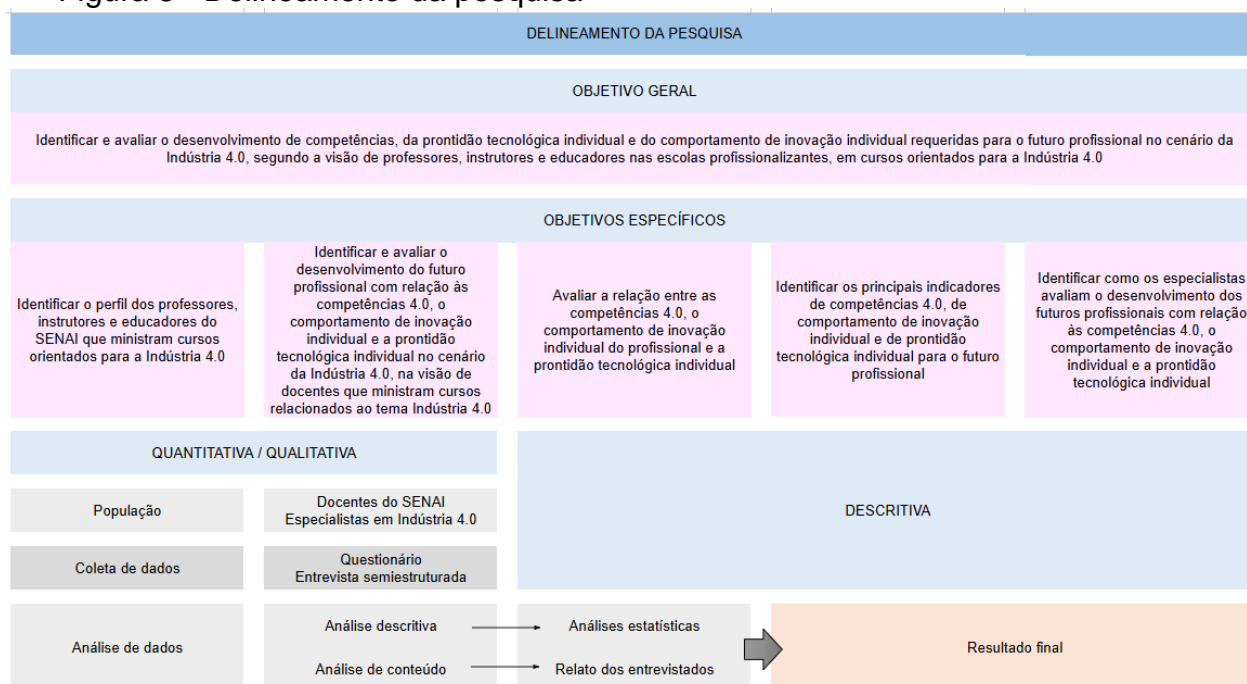 Figura 3 - Delineamento da pesquisa
DELINEAMENTO DA PESQUISA
OBJETIVO GERAL
Identificar e avaliar o desenvolvimento de competências, da prontidão tecnológica individual e do comportamento de inovação individual requeridas para o futuro profissional no cenário da
Indústria 4.0, segundo a visão de professores, instrutores e educadores nas escolas profissionalizantes, em cursos orientados para a Indústria 4.0
OBJETIVOS ESPECÍFICOS
Identificar o perfil dos professores,
instrutores e educadores do
SENAI que ministram cursos
orientados para a Indústria 4.0
Identificar e avaliar o
desenvolvimento do futuro
profissional com relação às
competências 4.0, o
comportamento de inovação
individual e a prontidão
tecnológica individual no cenário
da Indústria 4.0, na visão de
docentes que ministram cursos
relacionados ao tema Indústria 4.0
Avaliar a relação entre as
competências 4.0, o
comportamento de inovação
individual do profissional e a
prontidão tecnológica individual
Identificar os principais indicadores
de competências 4.0, de
comportamento de inovação
individual e de prontidão
tecnológica individual para o futuro
profissional
Identificar como os especialistas
avaliam o desenvolvimento dos
futuros profissionais com relação
às competências 4.0, o
comportamento de inovação
individual e a prontidão
tecnológica individual
QUANTITATIVA / QUALITATIVA
População
Docentes do SENAI
Especialistas em Indústria 4.0
DESCRITIVA
Coleta de dados
Questionário
Entrevista semiestruturada
Análise de dados
Análise descritiva
Análises estatísticas
Análise de conteúdo
Relato dos entrevistados
Resultado final